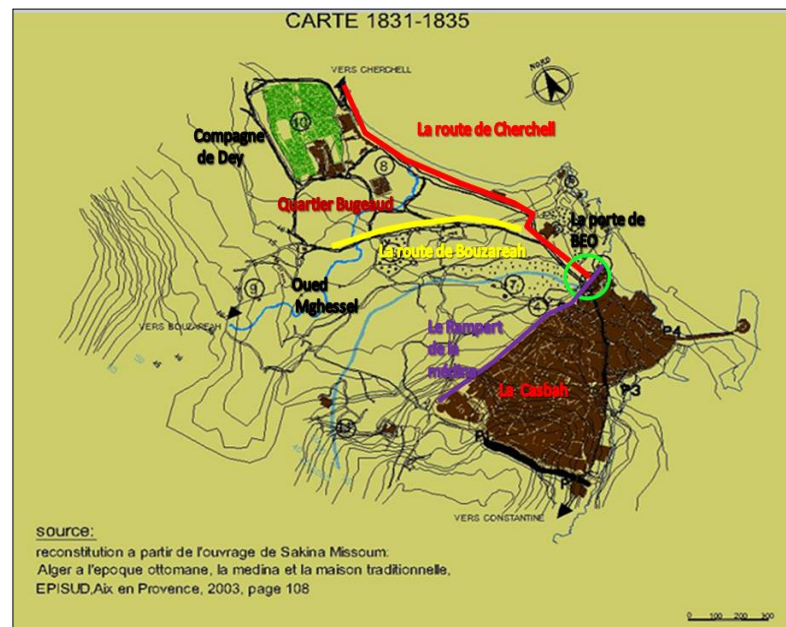 CARTE 1831-1835
VERS CHERCHELL
NORD
La route de Cherchell
Compagne
de Dey
10
8
Quartier Bugeaud
La porte de
BEO
La route de Bouzareah
9
Oued
Mghessel
7
4
VERS BOUZAREAH
Le Rampart
de la
médina
P4
La Casbah
P3
VERS CONSTANTINE
source:
reconstitution a partir de l'ouvrage de Sakina Missoum:
Alger a l'epoque ottomane, la medina et la maison traditionnelle,
EPISUD,Aix en Provence, 2003, page 108
0 100 200 300